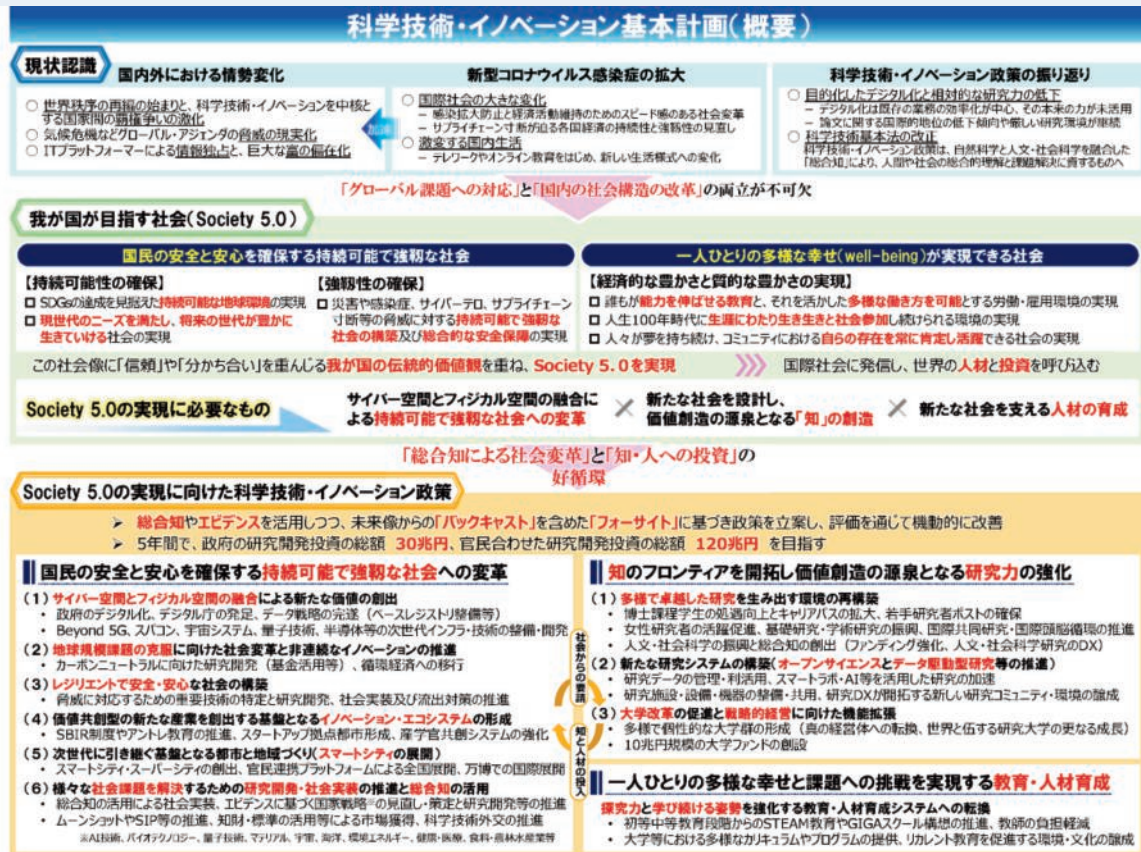 科学技術・イノベーション基本計画(概要)
現状認識
国内外における情勢変化
○ 世界秩序の再編の始まりと、科学技術・イノベーションを中核とする
国家間の覇権争いの激化
○ 気候危機などグローバル・アジェンダの脅威の現実化
○ ITプラットフォーマーによる情報独占と、巨大な富の偏在化
加速
新型コロナウイルス感染症の拡大
○ 国際社会の大きな変化
– 感染拡大防止と経済活動維持のためのスピード感のある社会変革
– サプライチェーン寸断が迫る各国経済の持続性と強靱性の見直し
○ 激変する国内生活
– テレワークやオンライン教育をはじめ、新しい生活様式への変化
科学技術・イノベーション政策の振り返り
○ 目的化したデジタル化と相対的な研究力の低下
– デジタル化は既存の業務の効率化が中心、その本来の力が未活用
– 論文に関する国際的地位の低下傾向や厳しい研究環境が継続
○ 科学技術基本法の改正
科学技術・イノベーション政策は、自然科学と人文・社会科学を融合した
「総合知」により、人間や社会の総合的理解と課題解決に資するものへ
「グローバル課題への対応」と「国内の社会構造の改革」の両立が不可欠
我が国が目指す社会(Society 5.0)
国民の安全と安心を確保する持続可能で強靱な社会
【持続可能性の確保】
□ SDGsの達成を見据えた持続可能な地球環境の実現
□ 現世代のニーズを満たし、将来の世代が豊かに
生きていける社会の実現
【強靱性の確保】
□ 災害や感染症、サイバーテロ、サプライチェーン
寸断等の脅威に対する持続可能で強靱な
社会の構築及び総合的な安全保障の実現
一人ひとりの多様な幸せ(well-being)が実現できる社会
【経済的な豊かさと質的な豊かさの実現】
□ 誰もが能力を伸ばせる教育と、それを活かした多様な働き方を可能とする労働・雇用環境の実現
□ 人生100年時代に生涯にわたり生き生きと社会参加し続けられる環境の実現
□ 人々が夢を持ち続け、コミュニティにおける自らの存在を常に肯定し活躍できる社会の実現
この社会像に「信頼」や「分かち合い」を重んじる我が国の伝統的価値観を重ね、Society 5.0を実現
国際社会に発信し、世界の人材と投資を呼び込む
Society 5.0の実現に必要なもの
サイバー空間とフィジカル空間の融合に
よる持続可能で強靱な社会への変革
×
新たな社会を設計し、
価値創造の源泉となる「知」の創造
×
新たな社会を支える人材の育成
「総合知による社会変革」と「知・人への投資」の
好循環
Society 5.0の実現に向けた科学技術・イノベーション政策
➢ 総合知やエビデンスを活用しつつ、未来像からの「バックキャスト」を含めた「フォーサイト」に基づき政策を立案し、評価を通じて機動的に改善
➢ 5年間で、政府の研究開発投資の総額 30兆円、官民合わせた研究開発投資の総額 120兆円 を目指す
国民の安全と安心を確保する持続可能で強靱な社会への変革
(1)サイバー空間とフィジカル空間の融合による新たな価値の創出
• 政府のデジタル化、デジタル庁の発足、データ戦略の完遂(ベースレジストリ整備等)
• Beyond 5G、スパコン、宇宙システム、量子技術、半導体等の次世代インフラ・技術の整備・開発
(2)地球規模課題の克服に向けた社会変革と非連続なイノベーションの推進
• カーボンニュートラルに向けた研究開発(基金活用等)、循環経済への移行
(3)レジリエントで安全・安心な社会の構築
• 脅威に対応するための重要技術の特定と研究開発、社会実装及び流出対策の推進
(4)価値共創型の新たな産業を創出する基盤となるイノベーション・エコシステムの形成
• SBIR制度やアントレ教育の推進、スタートアップ拠点都市形成、産学官共創システムの強化
(5)次世代に引き継ぐ基盤となる都市と地域づくり(スマートシティの展開)
• スマートシティ・スーパーシティの創出、官民連携プラットフォームによる全国展開、万博での国際展開
(6)様々な社会課題を解決するための研究開発・社会実装の推進と総合知の活用
• 総合知の活用による社会実装、エビデンスに基づく国家戦略※の見直し・策定と研究開発等の推進
• ムーンショットやSIP等の推進、知財・標準の活用等による市場獲得、科学技術外交の推進
※AI技術、バイオテクノロジー、量子技術、マテリアル、宇宙、海洋、環境エネルギー、健康・医療、食料・農林水産業等
社会からの要請
知と人材の投入
知のフロンティアを開拓し価値創造の源泉となる研究力の強化
(1)多様で卓越した研究を生み出す環境の再構築
• 博士課程学生の処遇向上とキャリアパスの拡大、若手研究者ポストの確保
• 女性研究者の活躍促進、基礎研究・学術研究の振興、国際共同研究・国際頭脳循環の推進
• 人文・社会科学の振興と総合知の創出(ファンディング強化、人文・社会科学研究のDX)
(2)新たな研究システムの構築(オープンサイエンスとデータ駆動型研究等の推進)
• 研究データの管理・利活用、スマートラボ・AI等を活用した研究の加速
• 研究施設・設備・機器の整備・共用、研究DXが開拓する新しい研究コミュニティ・環境の醸成
(3)大学改革の促進と戦略的経営に向けた機能拡張
• 多様で個性的な大学群の形成(真の経営体への転換、世界と伍する研究大学の更なる成長)
• 10兆円規模の大学ファンドの創設
一人ひとりの多様な幸せと課題への挑戦を実現する教育・人材育成
探究力と学び続ける姿勢を強化する教育・人材育成システムへの転換
• 初等中等教育段階からのSTEAM教育やGIGAスクール構想の推進、教師の負担軽減
• 大学等における多様なカリキュラムやプログラムの提供、リカレント教育を促進する環境・文化の醸成